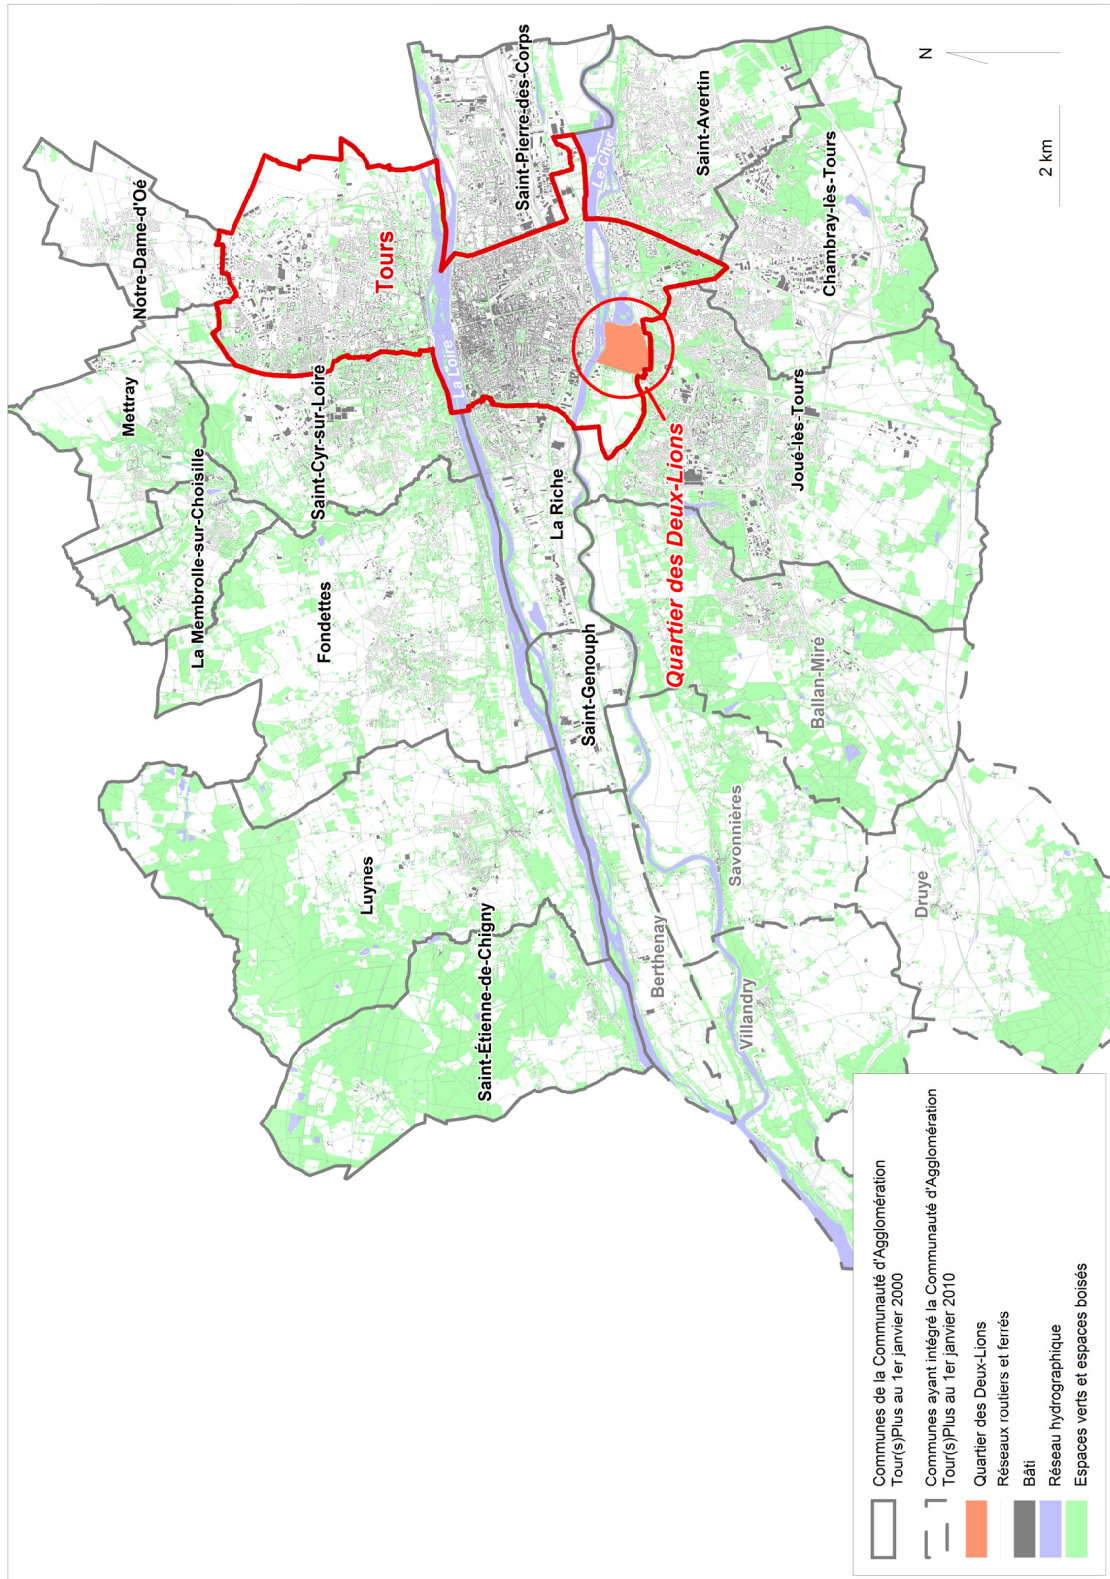 Notre-Dame-d'Oé
Mettray
La Membrolle-sur-Choisille
Saint-Cyr-sur-Loire
Tours
Fondettes
Luynes
Saint-Étienne-de-Chigny
La Loire
Saint-Pierre-des-Corps
La Riche
Saint-Genouph
Le Cher
Berthenay
Quartier des Deux-Lions
Saint-Avertin
Savonnières
Villandry
Joué-lès-Tours
Chambray-lès-Tours
Ballan-Miré
Druye
N
2 km
Communes de la Communauté d'Agglomération
Tour(s)Plus au 1er janvier 2000
Communes ayant intégré la Communauté d'Agglomération
Tour(s)Plus au 1er janvier 2010
Quartier des Deux-Lions
Réseaux routiers et ferrés
Bâti
Réseau hydrographique
Espaces verts et espaces boisés